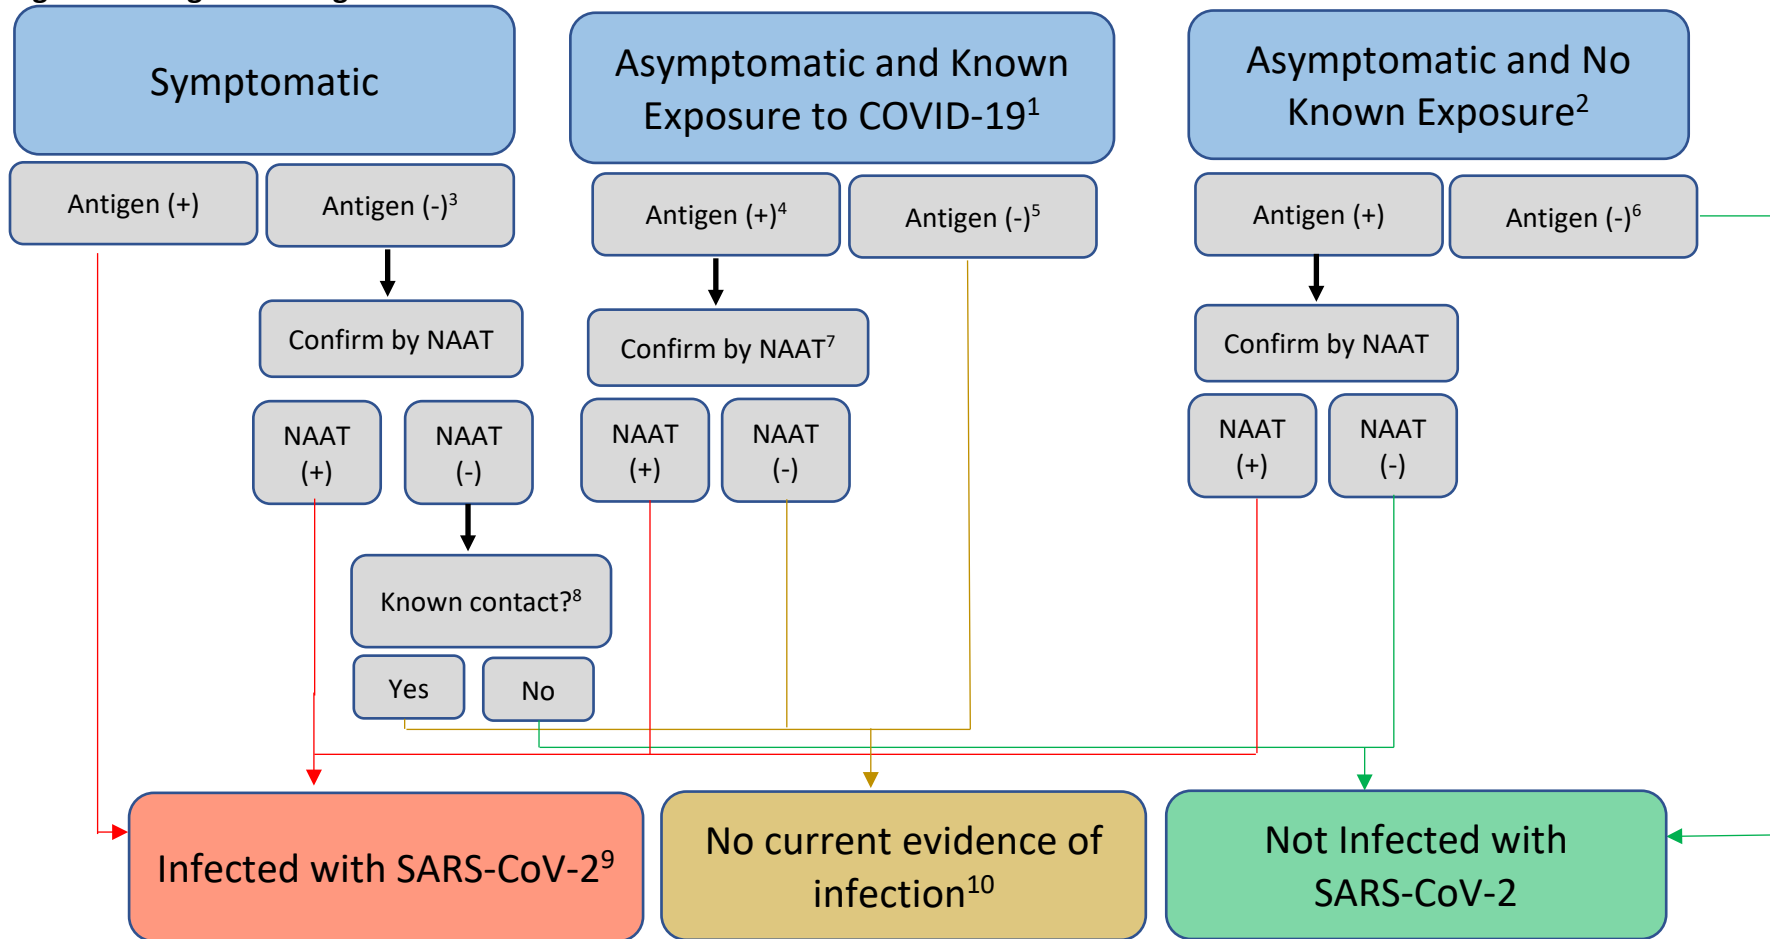 Symptomatic
Asymptomatic and Known
Exposure to COVID-19¹
Asymptomatic and No
Known Exposure²
Antigen (+)
Antigen (-)³
Antigen (+)⁴
Antigen (-)⁵
Antigen (+)
Antigen (-)⁶
Confirm by NAAT
Confirm by NAAT⁷
Confirm by NAAT
NAAT
(+)
NAAT
(-)
NAAT
(+)
NAAT
(-)
NAAT
(+)
NAAT
(-)
Known contact?⁸
Yes
No
Infected with SARS-CoV-2⁹
No current evidence of
infection¹⁰
Not Infected with
SARS-CoV-2